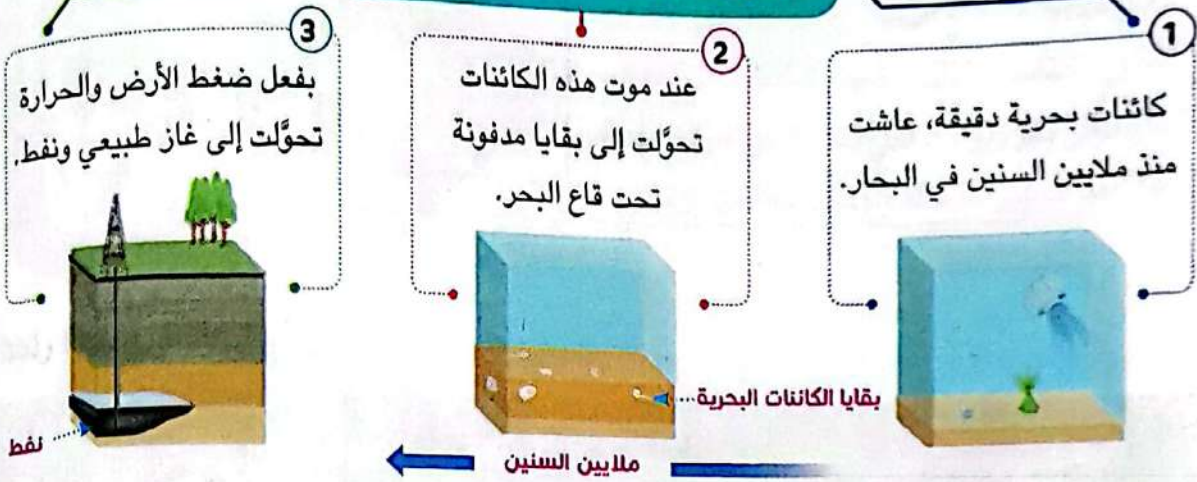 1
كائنات بحرية دقيقة، عاشت
منذ ملايين السنين في البحار.
2
عند موت هذه الكائنات
تحوَّلت إلى بقايا مدفونة
تحت قاع البحر.
3
بفعل ضغط الأرض والحرارة
تحوَّلت إلى غاز طبيعي ونفط.
بقايا الكائنات البحرية
نفط
ملايين السنين